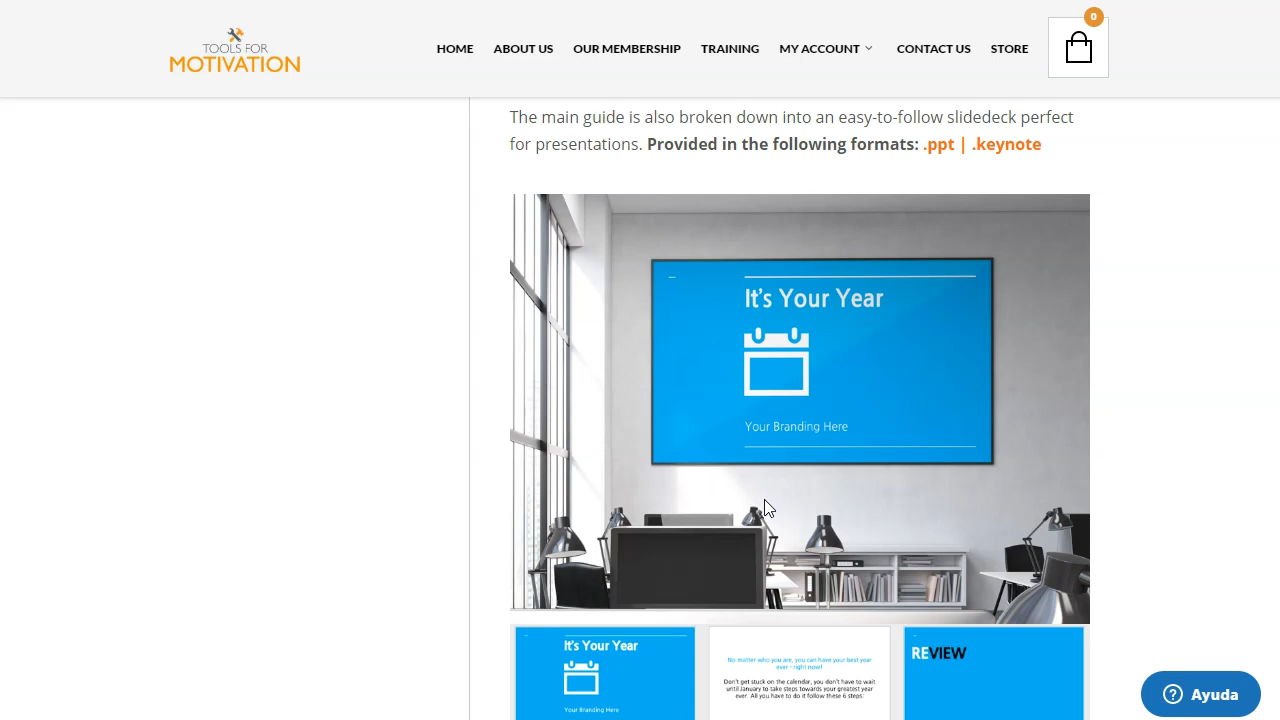 TOOLS FOR
MOTIVATION
HOME ABOUT US OUR MEMBERSHIP TRAINING MY ACCOUNT CONTACT US STORE
0
The main guide is also broken down into an easy-to-follow slidedeck perfect
for presentations. Provided in the following formats: .ppt | .keynote
It's Your Year
Your Branding Here
It's Your Year
Your Branding Here
No matter who you are, you can have your best year
ever - right now!
Don't get stuck on the calendar, you don't have to wait
until January to take steps towards your greatest year
ever. All you have to do it follow these 6 steps:
REVIEW
Ayuda